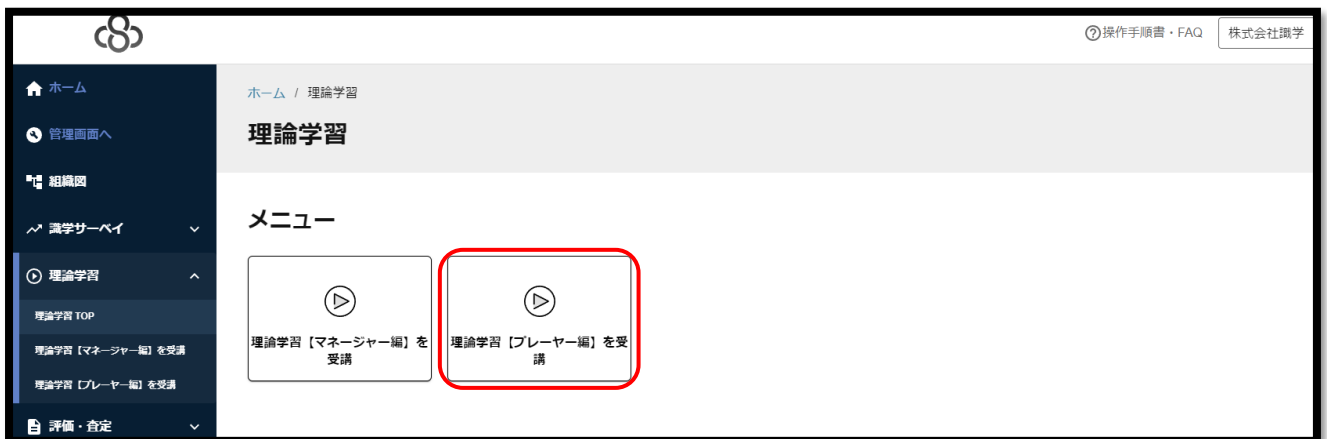 操作手順書・FAQ
株式会社識学
ホーム
管理画面へ
組織図
識学サーベイ
理論学習
理論学習 TOP
理論学習【マネージャー編】を受講
理論学習【プレーヤー編】を受講
評価・査定
ホーム / 理論学習
理論学習
メニュー
理論学習【マネージャー編】を
受講
理論学習【プレーヤー編】を受
講